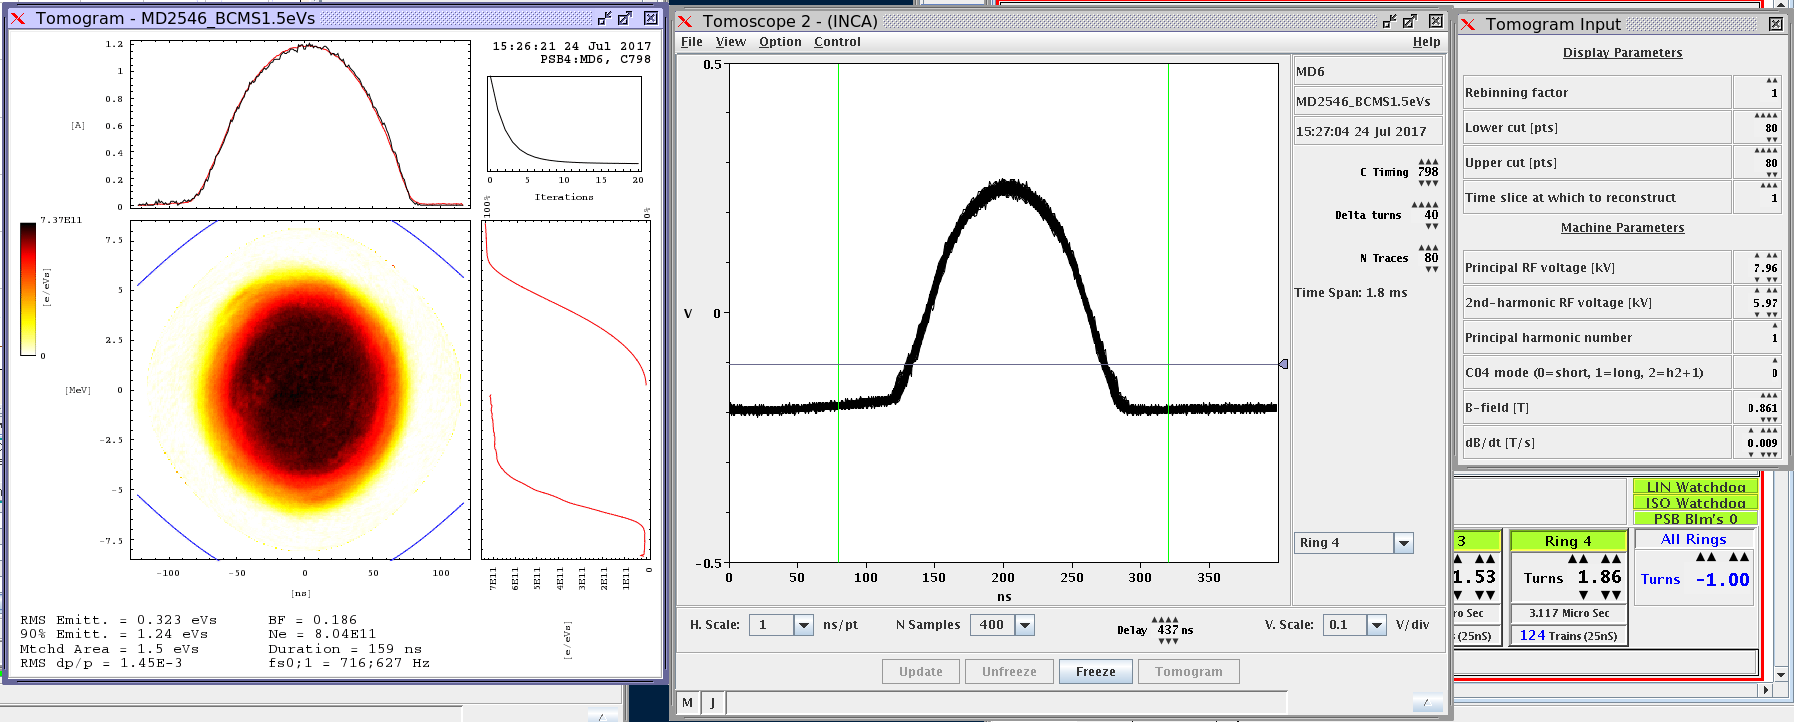 Tomogram - MD2546_BCMS1.5eVs
15:26:21 24 Jul 2017
PSB4:MD6, C798
1.2
1
0.8
0.6
0.4
0.2
0
[A]
-100 -50 0 50 100
0 5 10 15 20
Iterations
7.37E11
0
[e/eVs]
7.5
5
2.5
0
-2.5
-5
-7.5
[MeV]
-100 -50 0 50 100
[ns]
100% 0%
7E11 6E11 5E11 4E11 3E11 2E11 1E11 0
[e/eVs]
RMS Emitt. = 0.323 eVs BF = 0.186
90% Emitt. = 1.24 eVs Ne = 8.04E11
Mtchd Area = 1.5 eVs Duration = 159 ns
RMS dp/p = 1.45E-3 fs0;1 = 716;627 Hz
Tomoscope 2 - (INCA)
File View Option Control Help
0.5
V 0
-0.5
0 50 100 150 200 250 300 350
ns
MD6
MD2546_BCMS1.5eVs
15:27:04 24 Jul 2017
C Timing 798
Delta turns 40
N Traces 80
Time Span: 1.8 ms
Ring 4
H. Scale: 1 ns/pt N Samples 400 Delay 437 ns V. Scale: 0.1 V/div
Update Unfreeze Freeze Tomogram
M J
Tomogram Input
Display Parameters
Rebinning factor 1
Lower cut [pts] 80
Upper cut [pts] 80
Time slice at which to reconstruct 1
Machine Parameters
Principal RF voltage [kV] 7.96
2nd-harmonic RF voltage [kV] 5.97
Principal harmonic number 1
C04 mode (0=short, 1=long, 2=h2+1) 0
B-field [T] 0.861
dB/dt [T/s] 0.009
LIN Watchdog
ISO Watchdog
PSB Blm's 0
3 Ring 4 All Rings
1.53 Turns 1.86 Turns -1.00
ro Sec 3.117 Micro Sec
(25nS) 124 Trains (25nS)